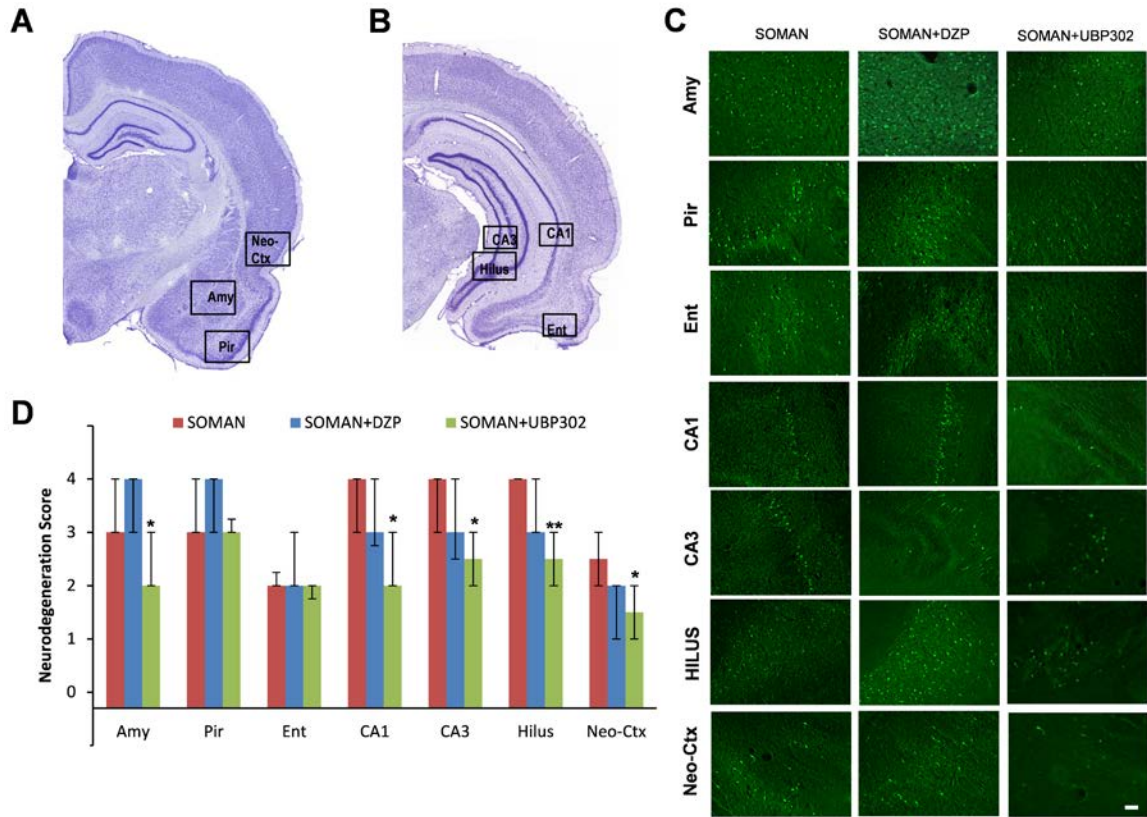 A
B
C
Neo-
Ctx
Amy
Pir
CA3
CA1
Hilus
Ent
SOMAN SOMAN+DZP SOMAN+UBP302
Amy
Pir
Ent
CA1
CA3
HILUS
Neo-Ctx
D
SOMAN SOMAN+DZP SOMAN+UBP302
Neurodegeneration Score
4
3
2
1
0
* * * ** *
Amy Pir Ent CA1 CA3 Hilus Neo-Ctx